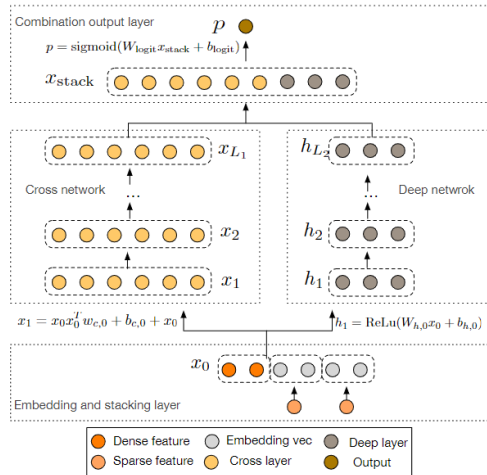 Combination output layer
p
p = sigmoid(W_logit x_stack + b_logit)
x_stack
x_{L_1}
h_{L_2}
Cross network
Deep netwrok
...
...
x_2
h_2
x_1
h_1
x_1 = x_0 x_0^T w_{c,0} + b_{c,0} + x_0
h_1 = ReLu(W_{h,0} x_0 + b_{h,0})
x_0
Embedding and stacking layer
Dense feature
Embedding vec
Deep layer
Sparse feature
Cross layer
Output